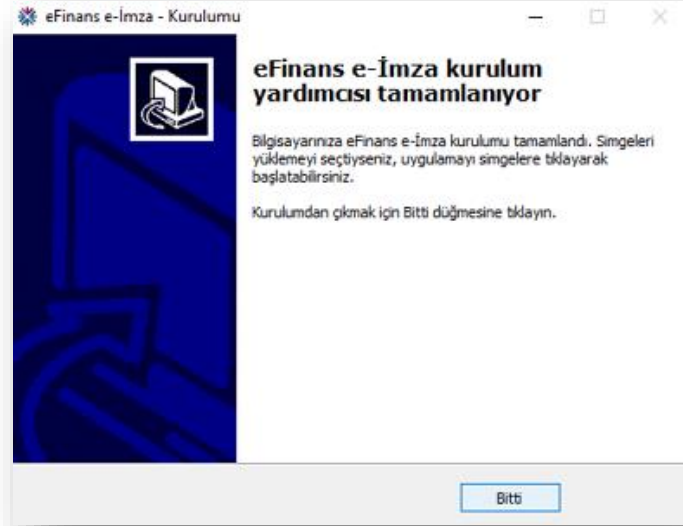 eFinans e-İmza - Kurulumu
eFinans e-İmza kurulum
yardımcısı tamamlanıyor
Bilgisayarınıza eFinans e-İmza kurulumu tamamlandı. Simgeleri
yüklemeyi seçtiyseniz, uygulamayı simgelere tıklayarak
başlatabilirsiniz.
Kurulumdan çıkmak için Bitti düğmesine tıklayın.
Bitti